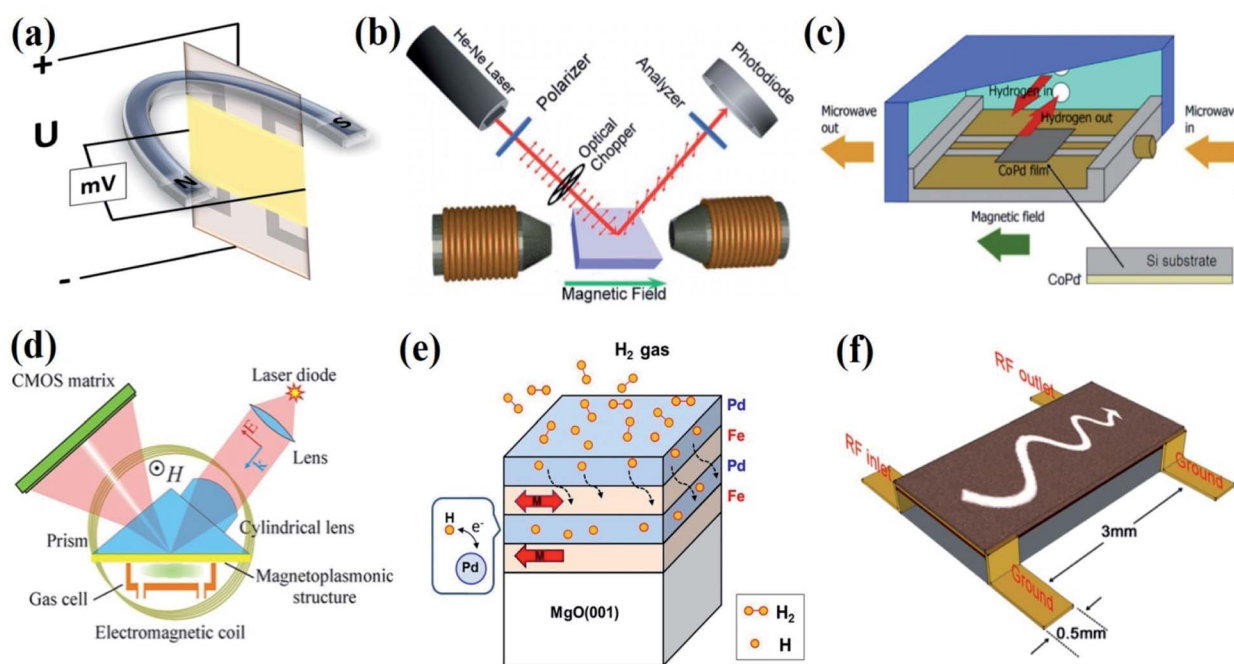 (a)
+
U
mV
-
N
S
(b)
He-Ne Laser
Polarizer
Optical
Chopper
Analyzer
Photodiode
Magnetic Field
(c)
Hydrogen in
Hydrogen out
CoPd film
Microwave
out
Microwave
in
Magnetic
field
Si substrate
CoPd
(d)
CMOS matrix
Laser diode
E
k
Lens
H
Cylindrical lens
Prism
Magnetoplasmonic
structure
Gas cell
Electromagnetic coil
(e)
H₂ gas
Pd
Fe
Pd
Fe
M
H
e⁻
Pd
M
MgO(001)
H₂
H
(f)
RF outlet
RF inlet
Ground
3mm
Ground
0.5mm